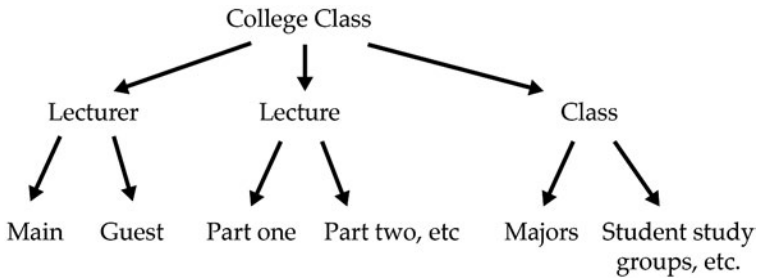 College Class
Lecturer
Lecture
Class
Main
Guest
Part one
Part two, etc
Majors
Student study
groups, etc.